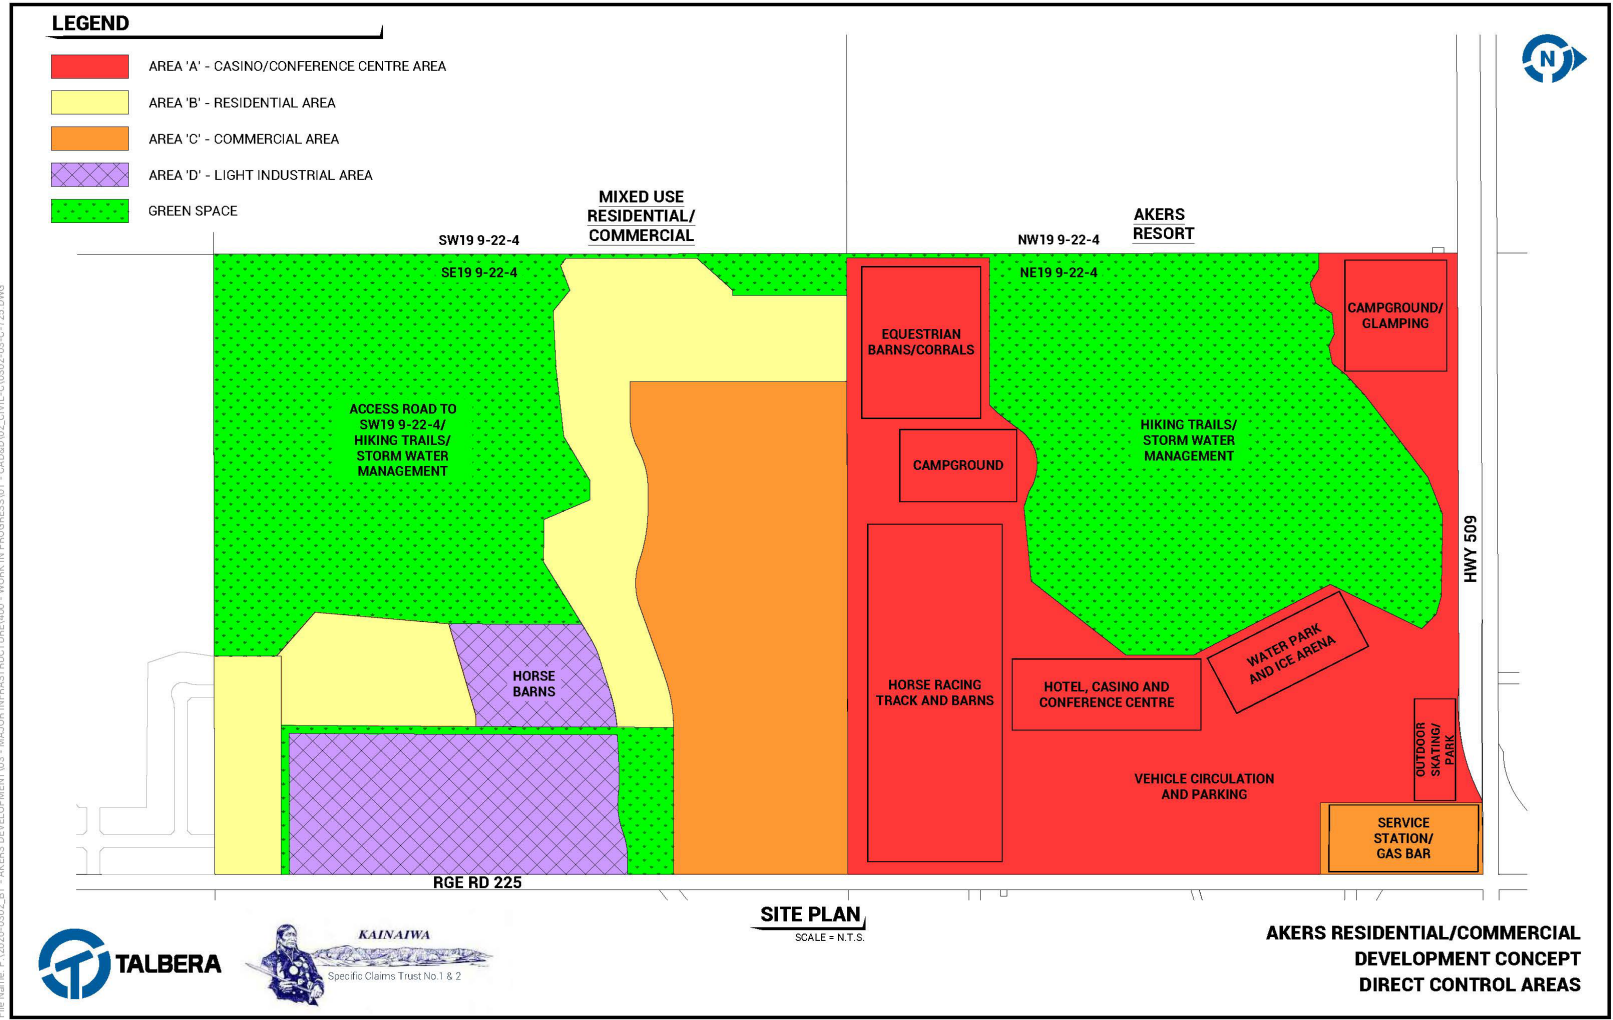 LEGEND
AREA 'A' - CASINO/CONFERENCE CENTRE AREA
AREA 'B' - RESIDENTIAL AREA
AREA 'C' - COMMERCIAL AREA
AREA 'D' - LIGHT INDUSTRIAL AREA
GREEN SPACE
N
MIXED USE
RESIDENTIAL/
COMMERCIAL
AKERS
RESORT
SW19 9-22-4
NW19 9-22-4
SE19 9-22-4
NE19 9-22-4
CAMPGROUND/
GLAMPING
EQUESTRIAN
BARNS/CORRALS
ACCESS ROAD TO
SW19 9-22-4/
HIKING TRAILS/
STORM WATER
MANAGEMENT
HIKING TRAILS/
STORM WATER
MANAGEMENT
CAMPGROUND
HWY 509
WATER PARK
AND ICE ARENA
HORSE
BARNS
HORSE RACING
TRACK AND BARNS
HOTEL, CASINO AND
CONFERENCE CENTRE
OUTDOOR
SKATING/
PARK
VEHICLE CIRCULATION
AND PARKING
SERVICE
STATION/
GAS BAR
RGE RD 225
SITE PLAN
SCALE = N.T.S.
TALBERA
KAINAIWA
Specific Claims Trust No.1 & 2
AKERS RESIDENTIAL/COMMERCIAL
DEVELOPMENT CONCEPT
DIRECT CONTROL AREAS